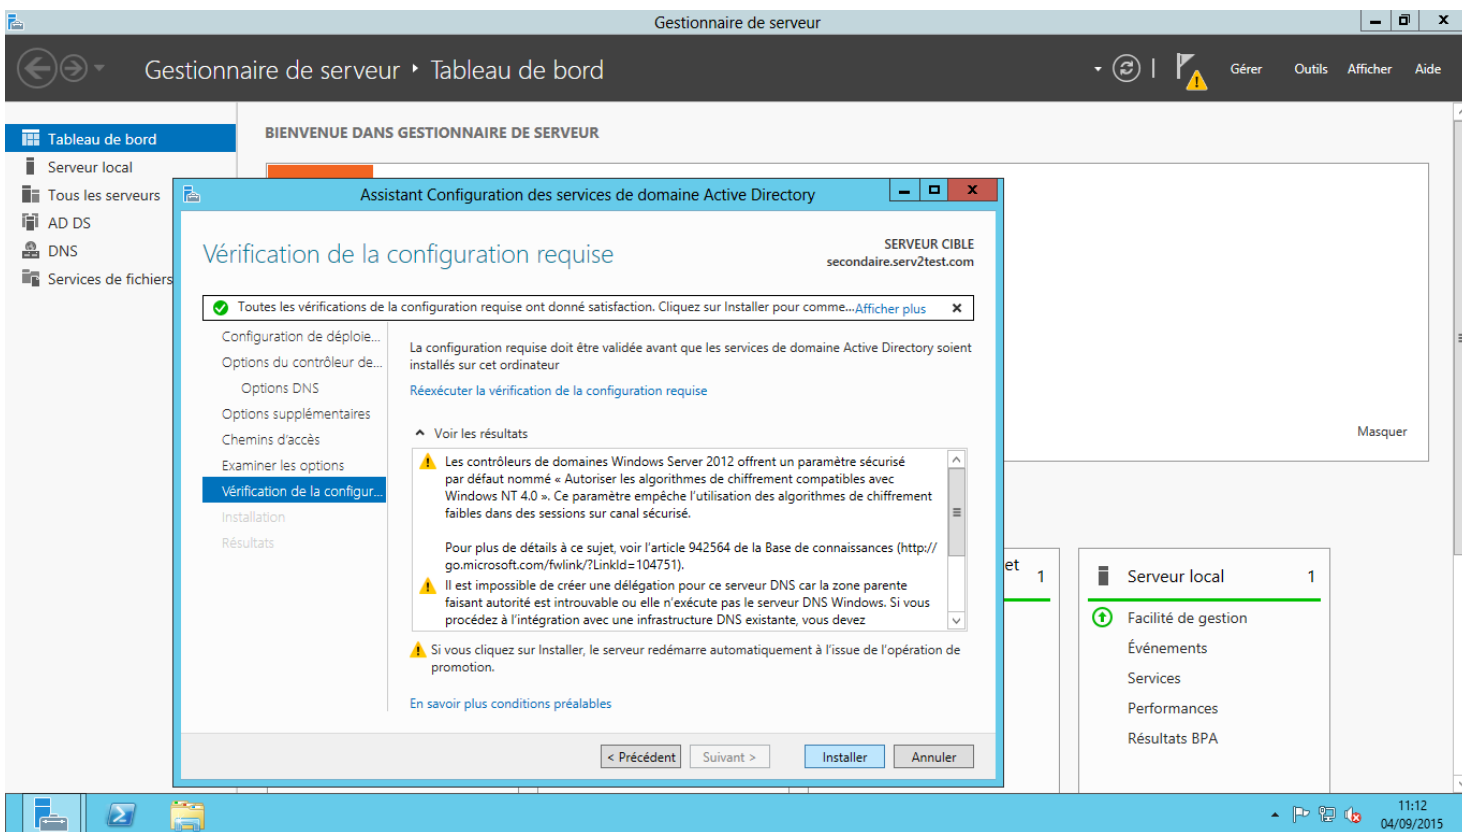 Gestionnaire de serveur
Gestionnaire de serveur ‣ Tableau de bord
Gérer
Outils
Afficher
Aide
Tableau de bord
Serveur local
Tous les serveurs
AD DS
DNS
Services de fichiers
BIENVENUE DANS GESTIONNAIRE DE SERVEUR
Masquer
Assistant Configuration des services de domaine Active Directory
Vérification de la configuration requise
SERVEUR CIBLE
secondaire.serv2test.com
Toutes les vérifications de la configuration requise ont donné satisfaction. Cliquez sur Installer pour comme...Afficher plus
Configuration de déploie...
Options du contrôleur de...
Options DNS
Options supplémentaires
Chemins d'accès
Examiner les options
Vérification de la configur...
Installation
Résultats
La configuration requise doit être validée avant que les services de domaine Active Directory soient
installés sur cet ordinateur
Réexécuter la vérification de la configuration requise
Voir les résultats
Les contrôleurs de domaines Windows Server 2012 offrent un paramètre sécurisé
par défaut nommé « Autoriser les algorithmes de chiffrement compatibles avec
Windows NT 4.0 ». Ce paramètre empêche l'utilisation des algorithmes de chiffrement
faibles dans des sessions sur canal sécurisé.
Pour plus de détails à ce sujet, voir l'article 942564 de la Base de connaissances (http://
go.microsoft.com/fwlink/?LinkId=104751).
Il est impossible de créer une délégation pour ce serveur DNS car la zone parente
faisant autorité est introuvable ou elle n'exécute pas le serveur DNS Windows. Si vous
procédez à l'intégration avec une infrastructure DNS existante, vous devez
Si vous cliquez sur Installer, le serveur redémarre automatiquement à l'issue de l'opération de
promotion.
En savoir plus conditions préalables
< Précédent
Suivant >
Installer
Annuler
et
1
Serveur local
1
Facilité de gestion
Événements
Services
Performances
Résultats BPA
11:12
04/09/2015